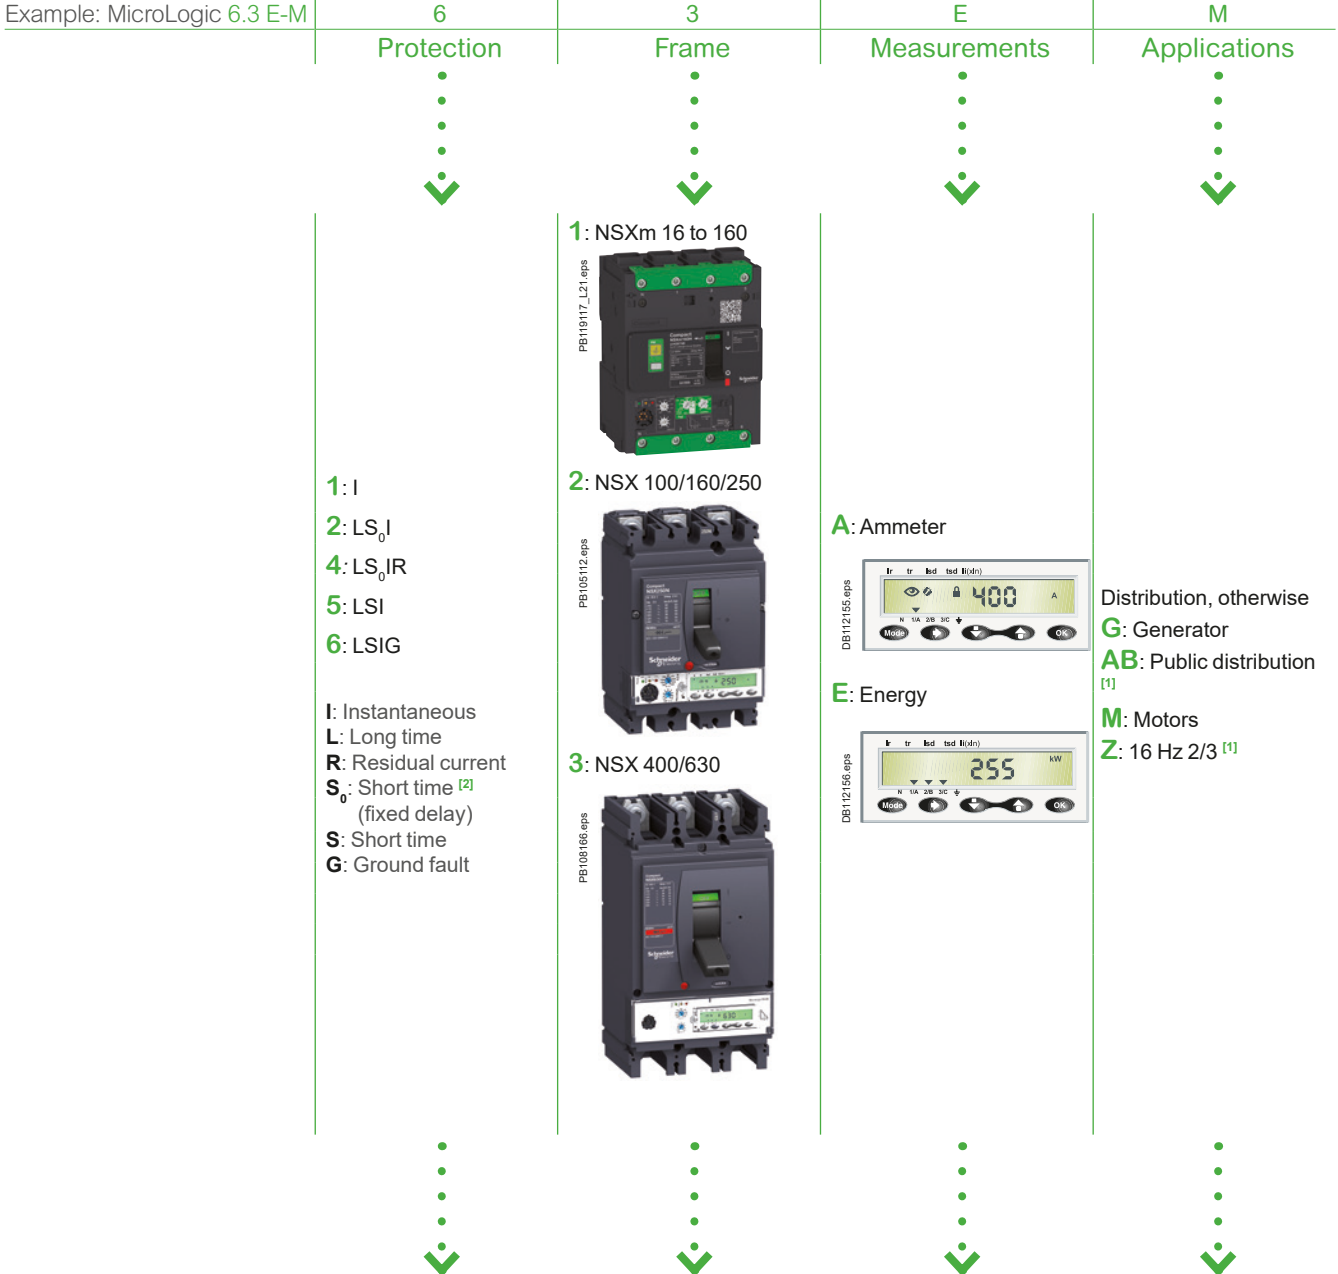 Example: MicroLogic 6.3 E-M
6
3
E
M
Protection
Frame
Measurements
Applications
1: I
2: LS0I
4: LS0IR
5: LSI
6: LSIG
I: Instantaneous
L: Long time
R: Residual current
S0: Short time [2]
(fixed delay)
S: Short time
G: Ground fault
1: NSXm 16 to 160
PB119117_L21.eps
2: NSX 100/160/250
PB105112.eps
Schneider
250
3: NSX 400/630
PB108166.eps
Schneider
630
A: Ammeter
DB112155.eps
Ir tr Isd tsd Ii(xIn)
400 A
N 1/A 2/B 3/C
Mode OK
E: Energy
DB112156.eps
Ir tr Isd tsd Ii(xIn)
255 kW
N 1/A 2/B 3/C
Mode OK
Distribution, otherwise
G: Generator
AB: Public distribution
[1]
M: Motors
Z: 16 Hz 2/3 [1]